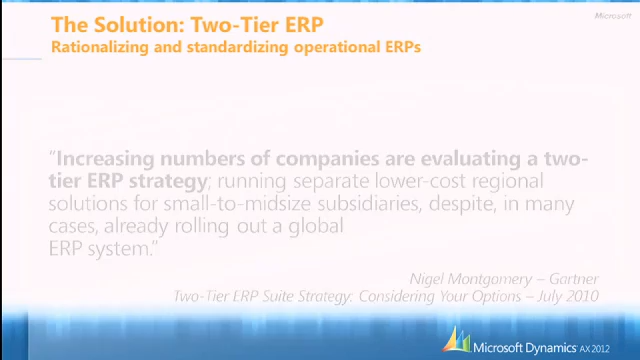 The Solution: Two-Tier ERP
Microsoft
Rationalizing and standardizing operational ERPs
“Increasing numbers of companies are evaluating a two-
tier ERP strategy; running separate lower-cost regional
solutions for small-to-midsize subsidiaries, despite, in many
cases, already rolling out a global
ERP system.”
Nigel Montgomery – Gartner
Two-Tier ERP Suite Strategy: Considering Your Options – July 2010
Microsoft Dynamics AX 2012